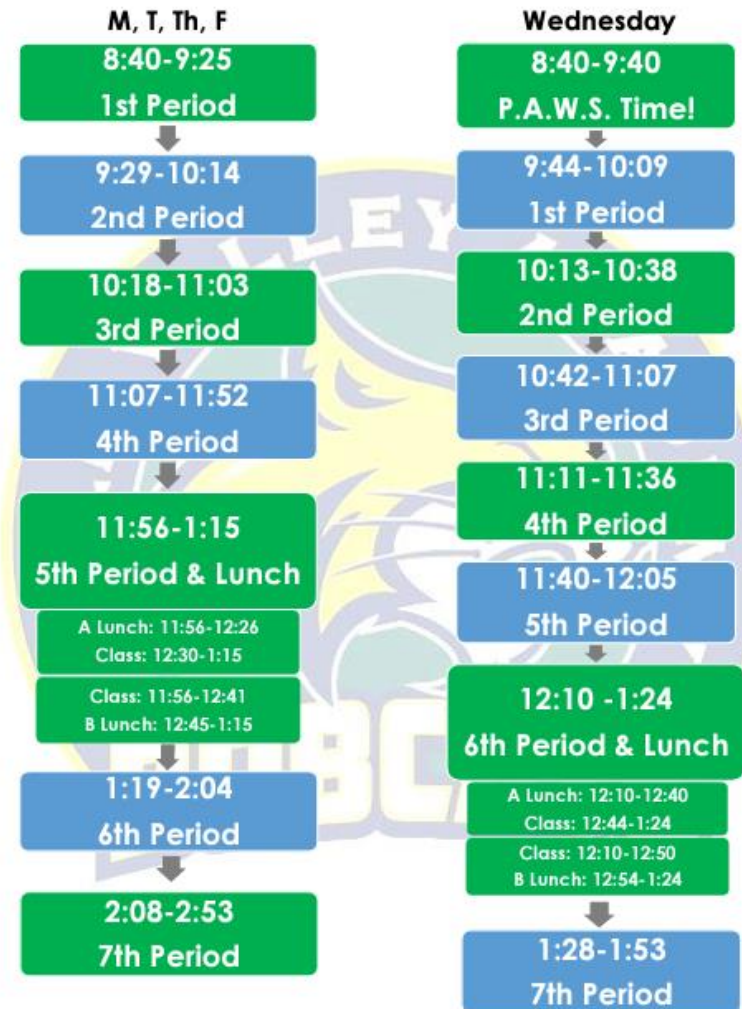 M, T, Th, F
8:40-9:25
1st Period
9:29-10:14
2nd Period
10:18-11:03
3rd Period
11:07-11:52
4th Period
11:56-1:15
5th Period & Lunch
A Lunch: 11:56-12:26
Class: 12:30-1:15
Class: 11:56-12:41
B Lunch: 12:45-1:15
1:19-2:04
6th Period
2:08-2:53
7th Period
Wednesday
8:40-9:40
P.A.W.S. Time!
9:44-10:09
1st Period
10:13-10:38
2nd Period
10:42-11:07
3rd Period
11:11-11:36
4th Period
11:40-12:05
5th Period
12:10 -1:24
6th Period & Lunch
A Lunch: 12:10-12:40
Class: 12:44-1:24
Class: 12:10-12:50
B Lunch: 12:54-1:24
1:28-1:53
7th Period